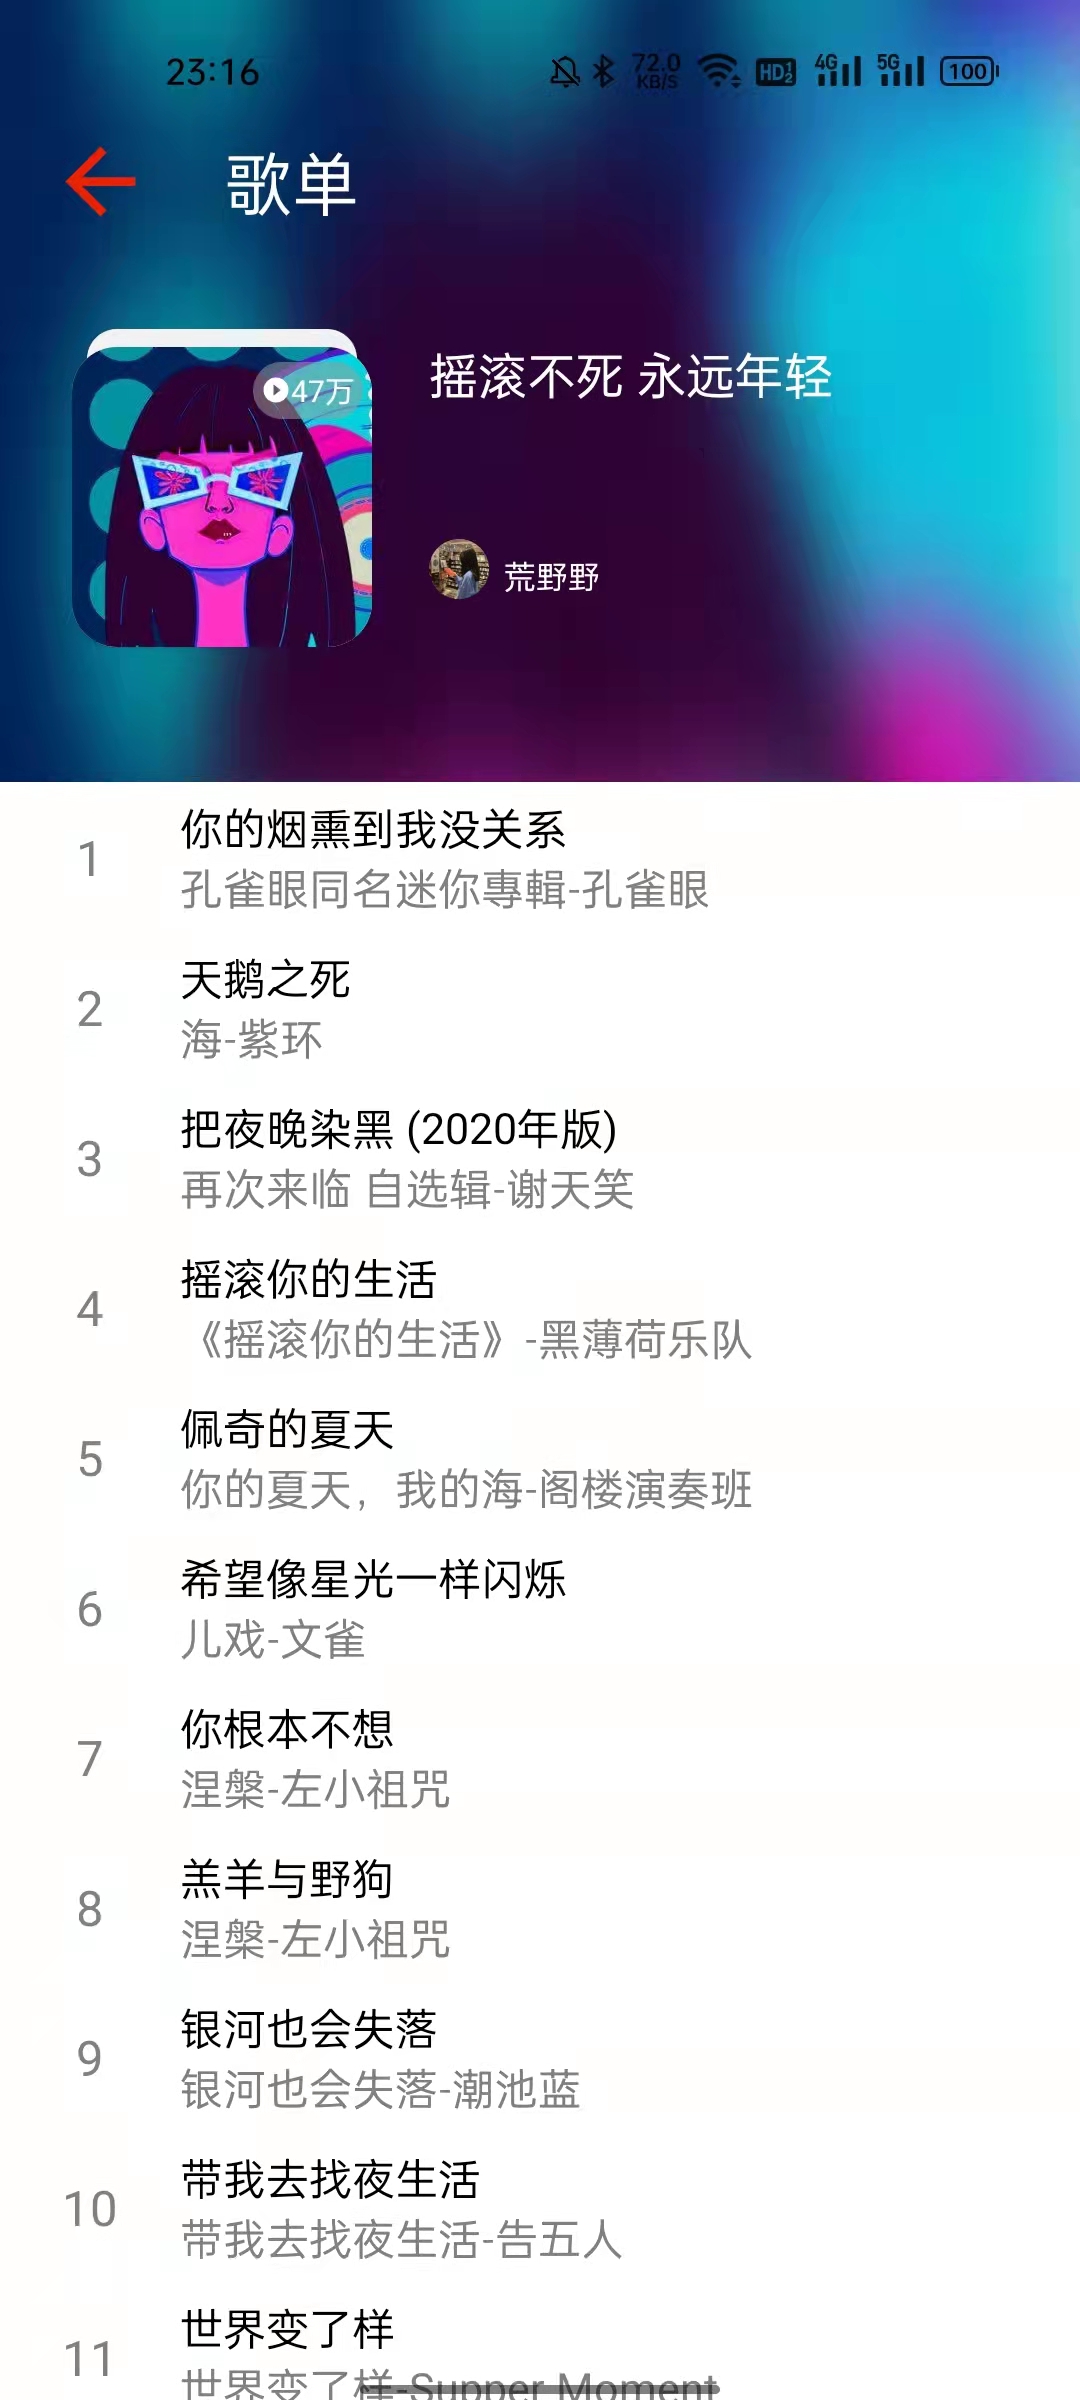 23:16
72.0
KB/S
HD 1 2
4G
5G
100
歌单
47万
摇滚不死 永远年轻
荒野野
1
你的烟熏到我没关系
孔雀眼同名迷你專輯-孔雀眼
2
天鹅之死
海-紫环
3
把夜晚染黑 (2020年版)
再次来临 自选辑-谢天笑
4
摇滚你的生活
《摇滚你的生活》-黑薄荷乐队
5
佩奇的夏天
你的夏天，我的海-阁楼演奏班
6
希望像星光一样闪烁
儿戏-文雀
7
你根本不想
涅槃-左小祖咒
8
羔羊与野狗
涅槃-左小祖咒
9
银河也会失落
银河也会失落-潮池蓝
10
带我去找夜生活
带我去找夜生活-告五人
11
世界变了样
世界变了样-Supper Moment